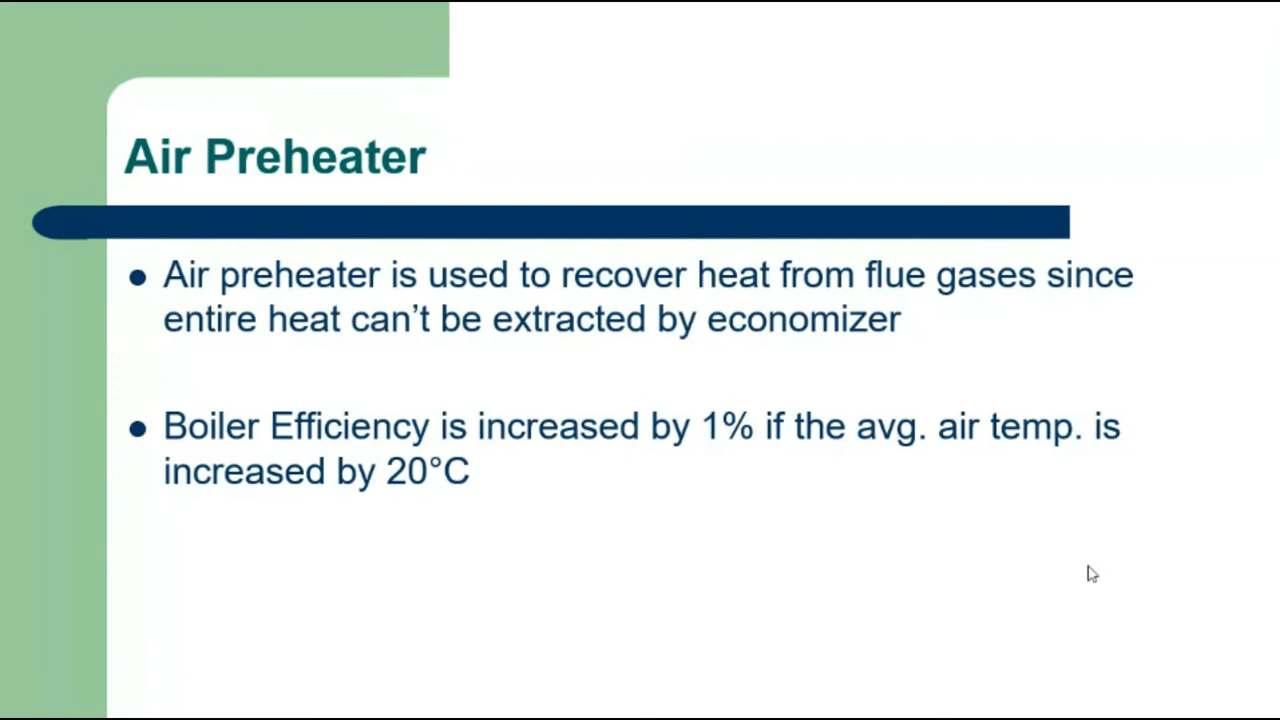 Air Preheater
● Air preheater is used to recover heat from flue gases since
entire heat can’t be extracted by economizer
● Boiler Efficiency is increased by 1% if the avg. air temp. is
increased by 20°C